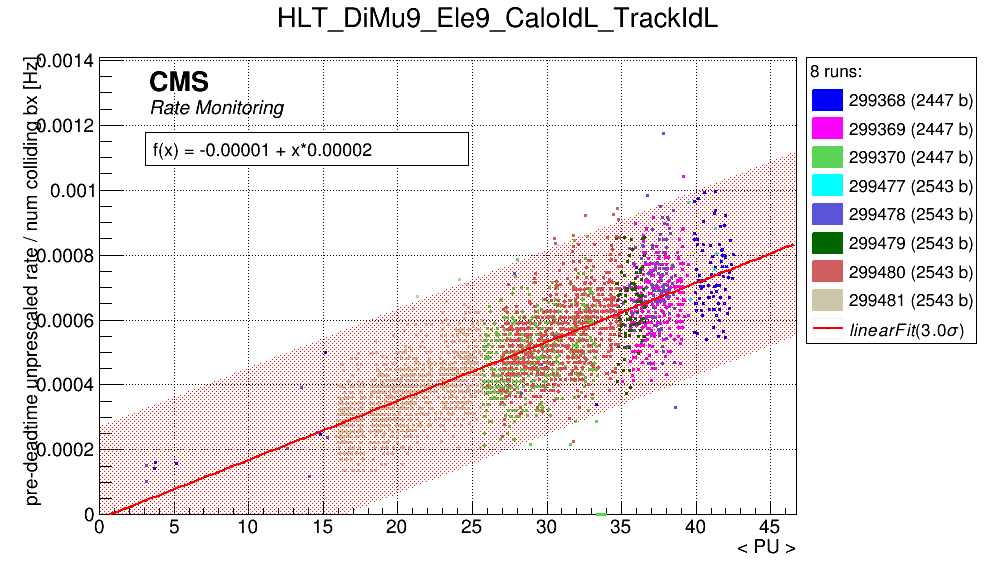 HLT_DiMu9_Ele9_CaloIdL_TrackIdL
pre-deadtime unprescaled rate / num colliding bx [Hz]
0.0014
0.0012
0.001
0.0008
0.0006
0.0004
0.0002
0
CMS
Rate Monitoring
f(x) = -0.00001 + x*0.00002
0 5 10 15 20 25 30 35 40 45
< PU >
8 runs:
299368 (2447 b)
299369 (2447 b)
299370 (2447 b)
299477 (2543 b)
299478 (2543 b)
299479 (2543 b)
299480 (2543 b)
299481 (2543 b)
linearFit(3.0σ)